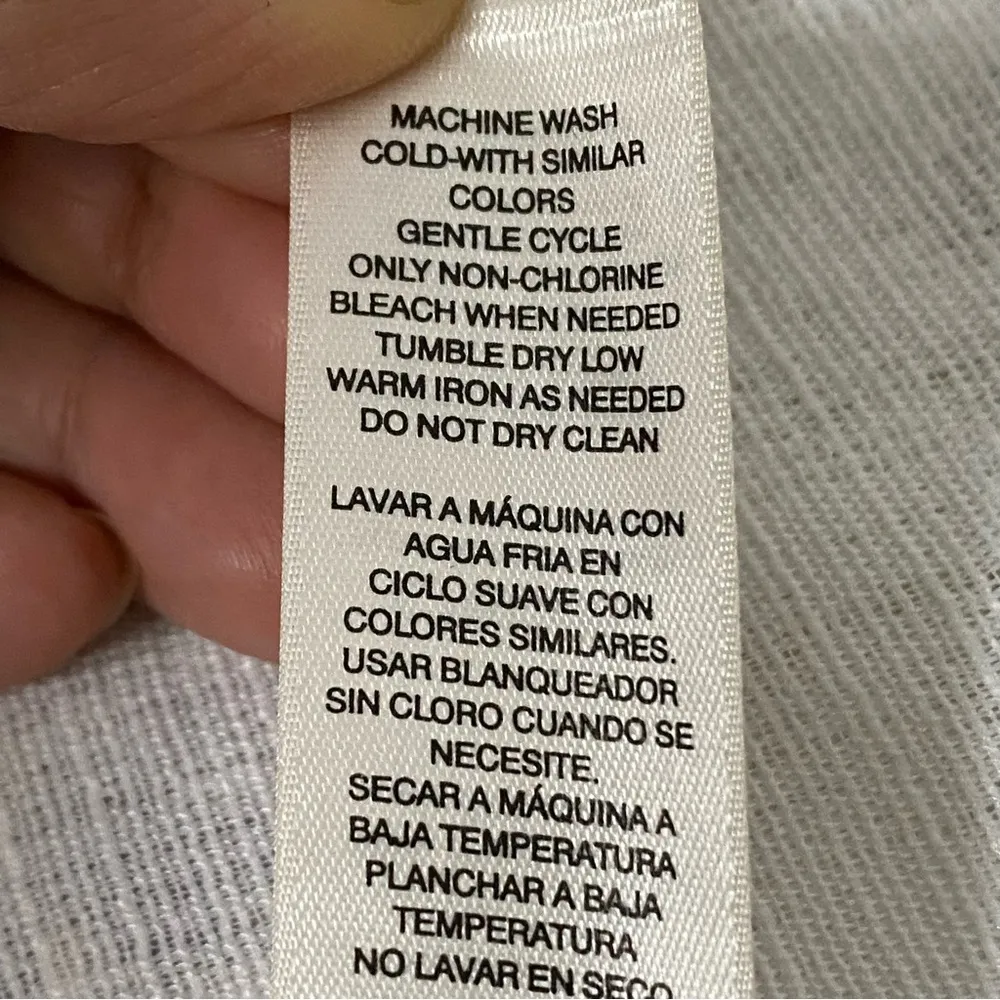 MACHINE WASH
COLD-WITH SIMILAR
COLORS
GENTLE CYCLE
ONLY NON-CHLORINE
BLEACH WHEN NEEDED
TUMBLE DRY LOW
WARM IRON AS NEEDED
DO NOT DRY CLEAN
LAVAR A MÁQUINA CON
AGUA FRIA EN
CICLO SUAVE CON
COLORES SIMILARES.
USAR BLANQUEADOR
SIN CLORO CUANDO SE
NECESITE.
SECAR A MÁQUINA A
BAJA TEMPERATURA
PLANCHAR A BAJA
TEMPERATURA
NO LAVAR EN SECO